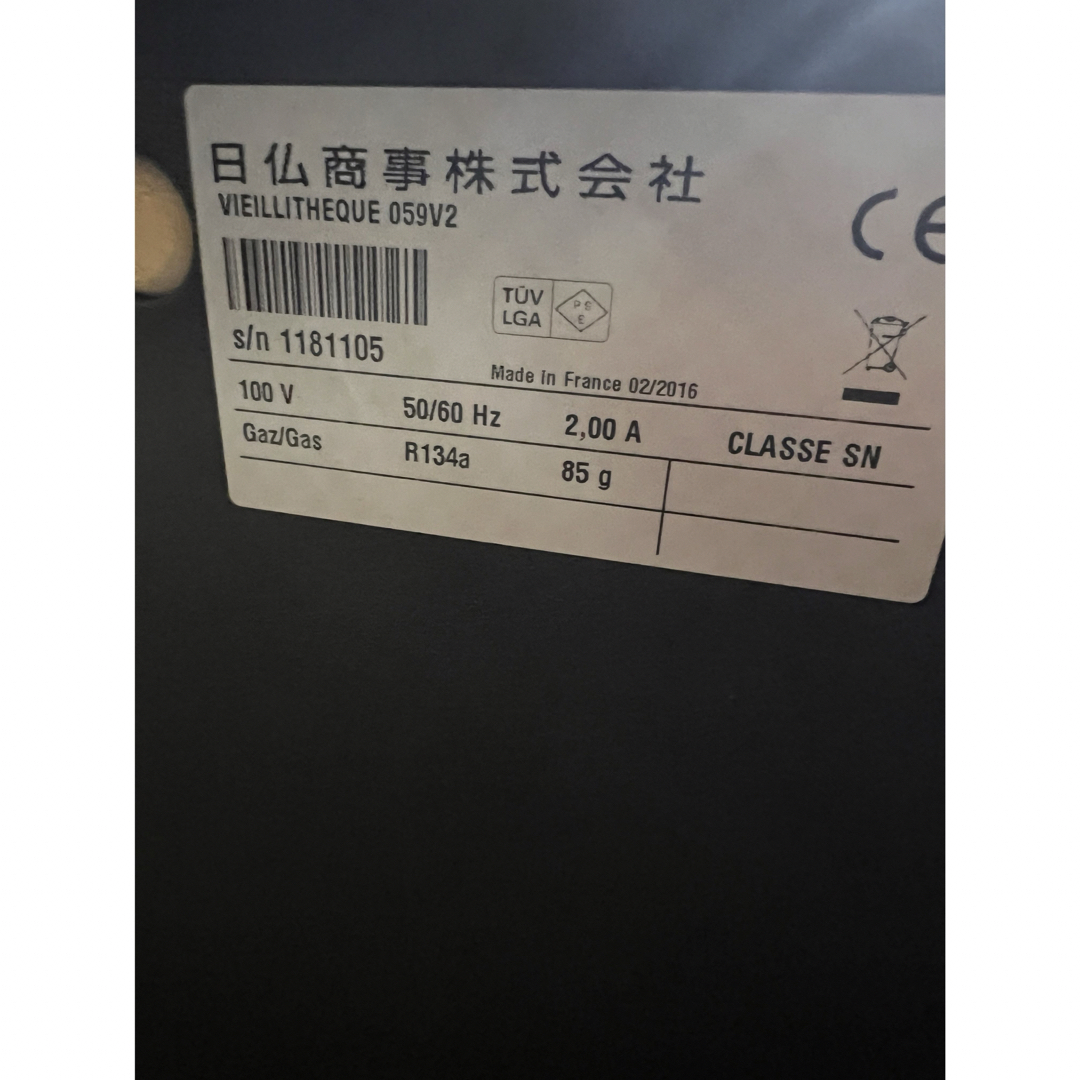 日仏商事株式会社
VIEILLITHEQUE 059V2
CE
TÜV
LGA
PS
E
s/n 1181105
Made in France 02/2016
100 V 50/60 Hz 2,00 A CLASSE SN
Gaz/Gas R134a 85 g